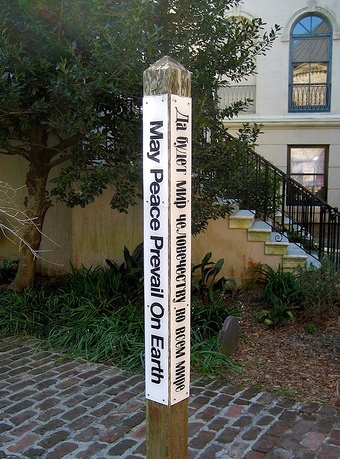 May Peace Prevail On Earth
Да будет мир человечеству во всем мире